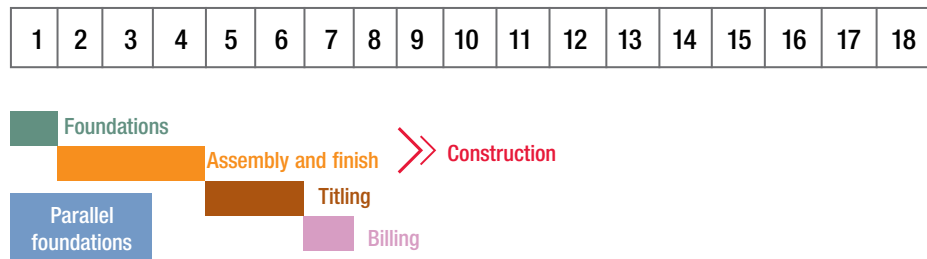 1 2 3 4 5 6 7 8 9 10 11 12 13 14 15 16 17 18
Foundations
Assembly and finish
Construction
Titling
Parallel
foundations
Billing